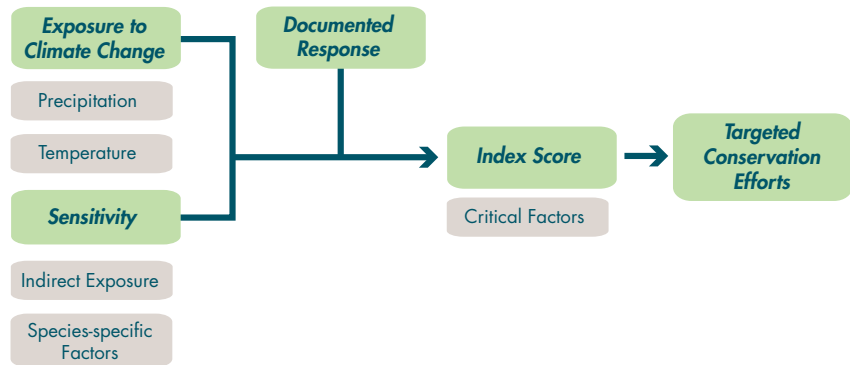 Exposure to
Climate Change
Precipitation
Temperature
Sensitivity
Indirect Exposure
Species-specific
Factors
Documented
Response
Index Score
Critical Factors
Targeted
Conservation
Efforts